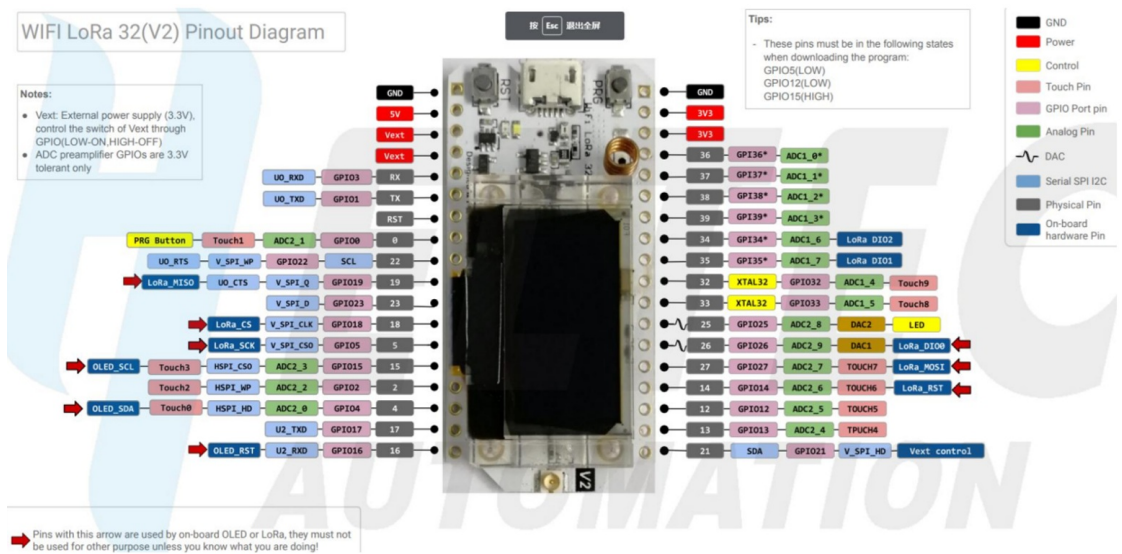 WIFI LoRa 32(V2) Pinout Diagram
按 Esc 退出全屏
Tips:
- These pins must be in the following states
when downloading the program:
GPIO5(LOW)
GPIO12(LOW)
GPIO15(HIGH)
Notes:
● Vext: External power supply (3.3V),
control the switch of Vext through
GPIO(LOW-ON,HIGH-OFF)
● ADC preamplifier GPIOs are 3.3V
tolerant only
GND
Power
Control
Touch Pin
GPIO Port pin
Analog Pin
DAC
Serial SPI I2C
Physical Pin
On-board
hardware Pin
GND
5V
Vext
Vext
UO_RXD GPIO3 RX
UO_TXD GPIO1 TX
RST
PRG Button Touch1 ADC2_1 GPIO0 0
UO_RTS V_SPI_WP GPIO22 SCL 22
LoRa_MISO UO_CTS V_SPI_Q GPIO19 19
V_SPI_D GPIO23 23
LoRa_CS V_SPI_CLK GPIO18 18
LoRa_SCK V_SPI_CSO GPIO5 5
OLED_SCL Touch3 HSPI_CSO ADC2_3 GPIO15 15
Touch2 HSPI_WP ADC2_2 GPIO2 2
OLED_SDA Touch0 HSPI_HD ADC2_0 GPIO4 4
U2_TXD GPIO17 17
OLED_RST U2_RXD GPIO16 16
RST
PRG
WiFi LoRa 32
V2
GND
3V3
3V3
36 GPI36* ADC1_0*
37 GPI37* ADC1_1*
38 GPI38* ADC1_2*
39 GPI39* ADC1_3*
34 GPI34* ADC1_6 LoRa DIO2
35 GPI35* ADC1_7 LoRa DIO1
32 XTAL32 GPIO32 ADC1_4 Touch9
33 XTAL32 GPIO33 ADC1_5 Touch8
25 GPIO25 ADC2_8 DAC2 LED
26 GPIO26 ADC2_9 DAC1 LoRa_DIO0
27 GPIO27 ADC2_7 TOUCH7 LoRa_MOSI
14 GPIO14 ADC2_6 TOUCH6 LoRa_RST
12 GPIO12 ADC2_5 TOUCH5
13 GPIO13 ADC2_4 TPUCH4
21 SDA GPIO21 V_SPI_HD Vext control
AUTOMATION
Pins with this arrow are used by on-board OLED or LoRa, they must not
be used for other purpose unless you know what you are doing!